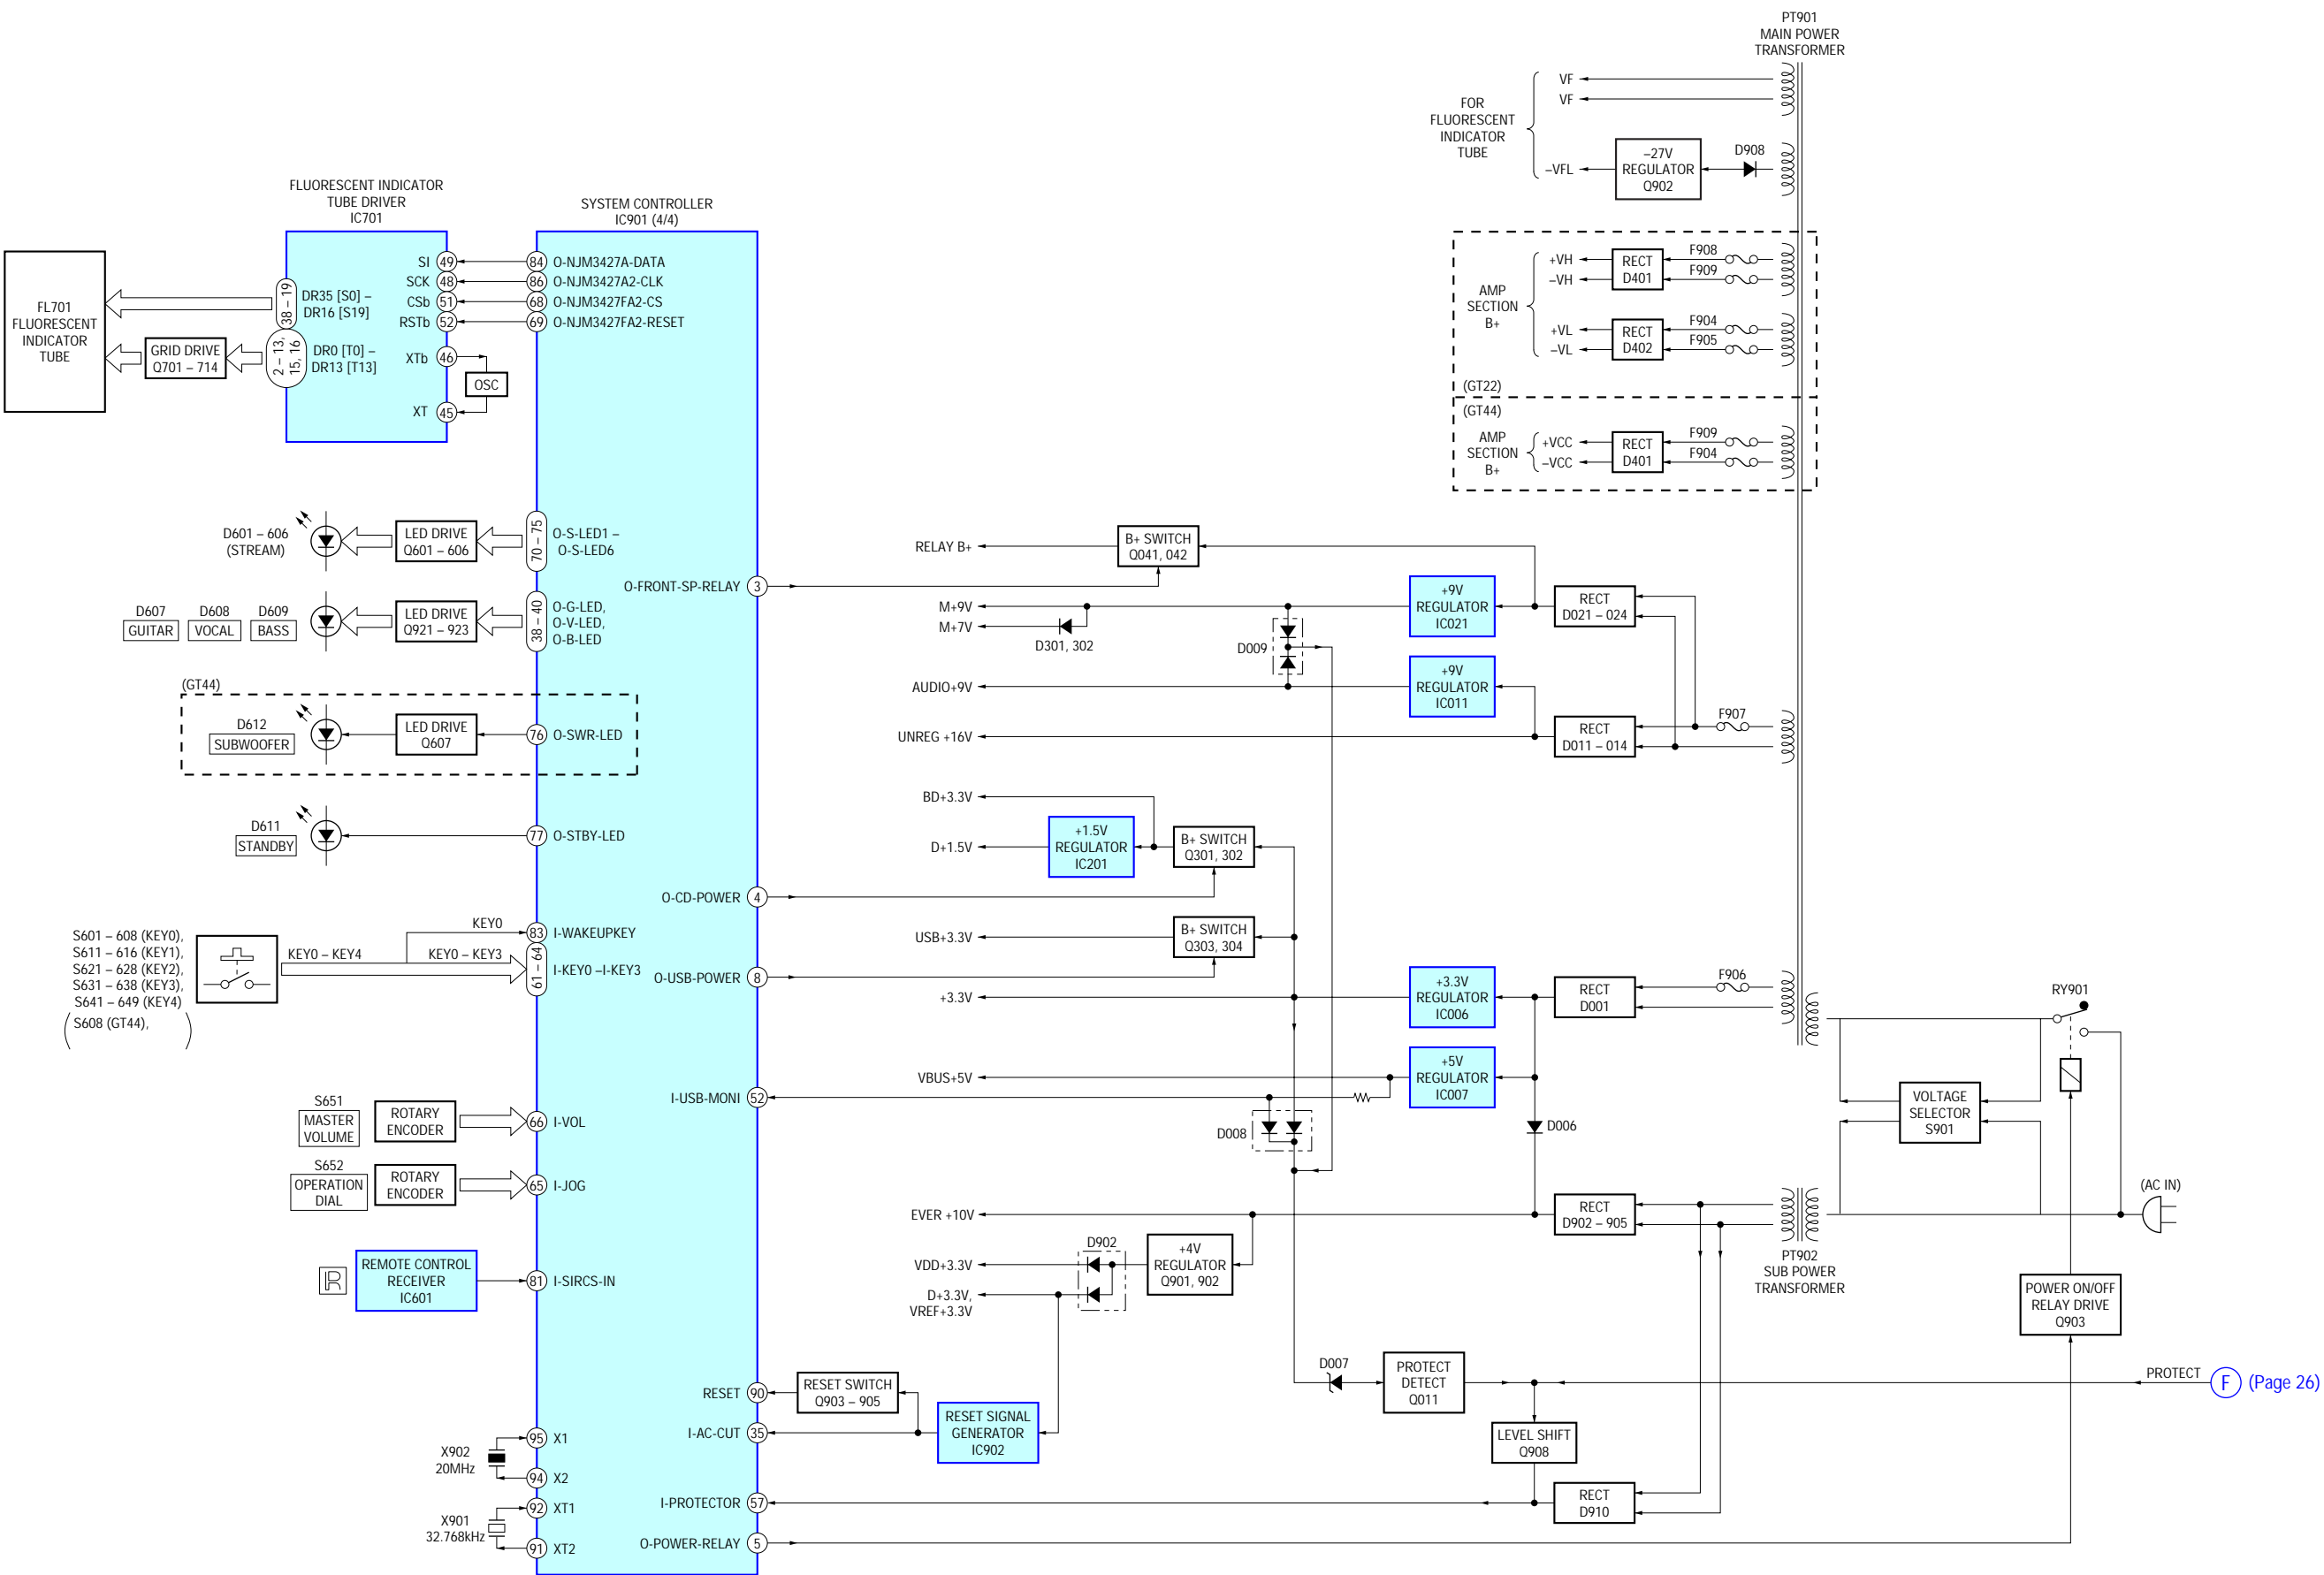 PT901
MAIN POWER
TRANSFORMER
FOR
FLUORESCENT
INDICATOR
TUBE
VF
VF
–VFL
–27V
REGULATOR
Q902
D908
AMP
SECTION
B+
+VH
–VH
RECT
D401
F908
F909
+VL
–VL
RECT
D402
F904
F905
(GT22)
(GT44)
AMP
SECTION
B+
+VCC
–VCC
RECT
D401
F909
F904
FLUORESCENT INDICATOR
TUBE DRIVER
IC701
SYSTEM CONTROLLER
IC901 (4/4)
FL701
FLUORESCENT
INDICATOR
TUBE
GRID DRIVE
Q701 – 714
38 – 19
DR35 [S0] –
DR16 [S19]
2 – 13,
15, 16
DR0 [T0] –
DR13 [T13]
SI 49
SCK 48
CSb 51
RSTb 52
XTb 46
XT 45
OSC
84 O-NJM3427A-DATA
86 O-NJM3427A2-CLK
68 O-NJM3427FA2-CS
69 O-NJM3427FA2-RESET
D601 – 606
(STREAM)
LED DRIVE
Q601 – 606
70 – 75
O-S-LED1 –
O-S-LED6
D607
GUITAR
D608
VOCAL
D609
BASS
LED DRIVE
Q921 – 923
38 – 40
O-G-LED,
O-V-LED,
O-B-LED
(GT44)
D612
SUBWOOFER
LED DRIVE
Q607
76 O-SWR-LED
D611
STANDBY
77 O-STBY-LED
S601 – 608 (KEY0),
S611 – 616 (KEY1),
S621 – 628 (KEY2),
S631 – 638 (KEY3),
S641 – 649 (KEY4)
S608 (GT44),
KEY0 – KEY4
KEY0
KEY0 – KEY3
83 I-WAKEUPKEY
61 – 64
I-KEY0 –I-KEY3
S651
MASTER
VOLUME
ROTARY
ENCODER
66 I-VOL
S652
OPERATION
DIAL
ROTARY
ENCODER
65 I-JOG
REMOTE CONTROL
RECEIVER
IC601
81 I-SIRCS-IN
X902
20MHz
95 X1
94 X2
X901
32.768kHz
92 XT1
91 XT2
O-FRONT-SP-RELAY 3
O-CD-POWER 4
O-USB-POWER 8
I-USB-MONI 52
RESET 90
I-AC-CUT 35
I-PROTECTOR 57
O-POWER-RELAY 5
RELAY B+
B+ SWITCH
Q041, 042
M+9V
M+7V
D301, 302
D009
+9V
REGULATOR
IC021
RECT
D021 – 024
AUDIO+9V
+9V
REGULATOR
IC011
UNREG +16V
RECT
D011 – 014
F907
BD+3.3V
D+1.5V
+1.5V
REGULATOR
IC201
B+ SWITCH
Q301, 302
USB+3.3V
B+ SWITCH
Q303, 304
+3.3V
+3.3V
REGULATOR
IC006
RECT
D001
F906
VBUS+5V
+5V
REGULATOR
IC007
D008
D006
RY901
VOLTAGE
SELECTOR
S901
(AC IN)
EVER +10V
RECT
D902 – 905
PT902
SUB POWER
TRANSFORMER
VDD+3.3V
D+3.3V,
VREF+3.3V
D902
+4V
REGULATOR
Q901, 902
POWER ON/OFF
RELAY DRIVE
Q903
RESET SWITCH
Q903 – 905
RESET SIGNAL
GENERATOR
IC902
D007
PROTECT
DETECT
Q011
PROTECT
F (Page 26)
LEVEL SHIFT
Q908
RECT
D910